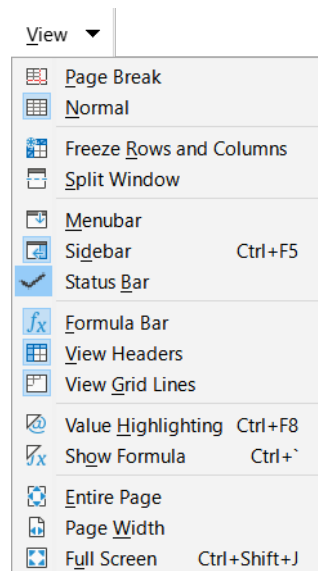 View
Page Break
Normal
Freeze Rows and Columns
Split Window
Menubar
Sidebar Ctrl+F5
Status Bar
Formula Bar
View Headers
View Grid Lines
Value Highlighting Ctrl+F8
Show Formula Ctrl+`
Entire Page
Page Width
Full Screen Ctrl+Shift+J